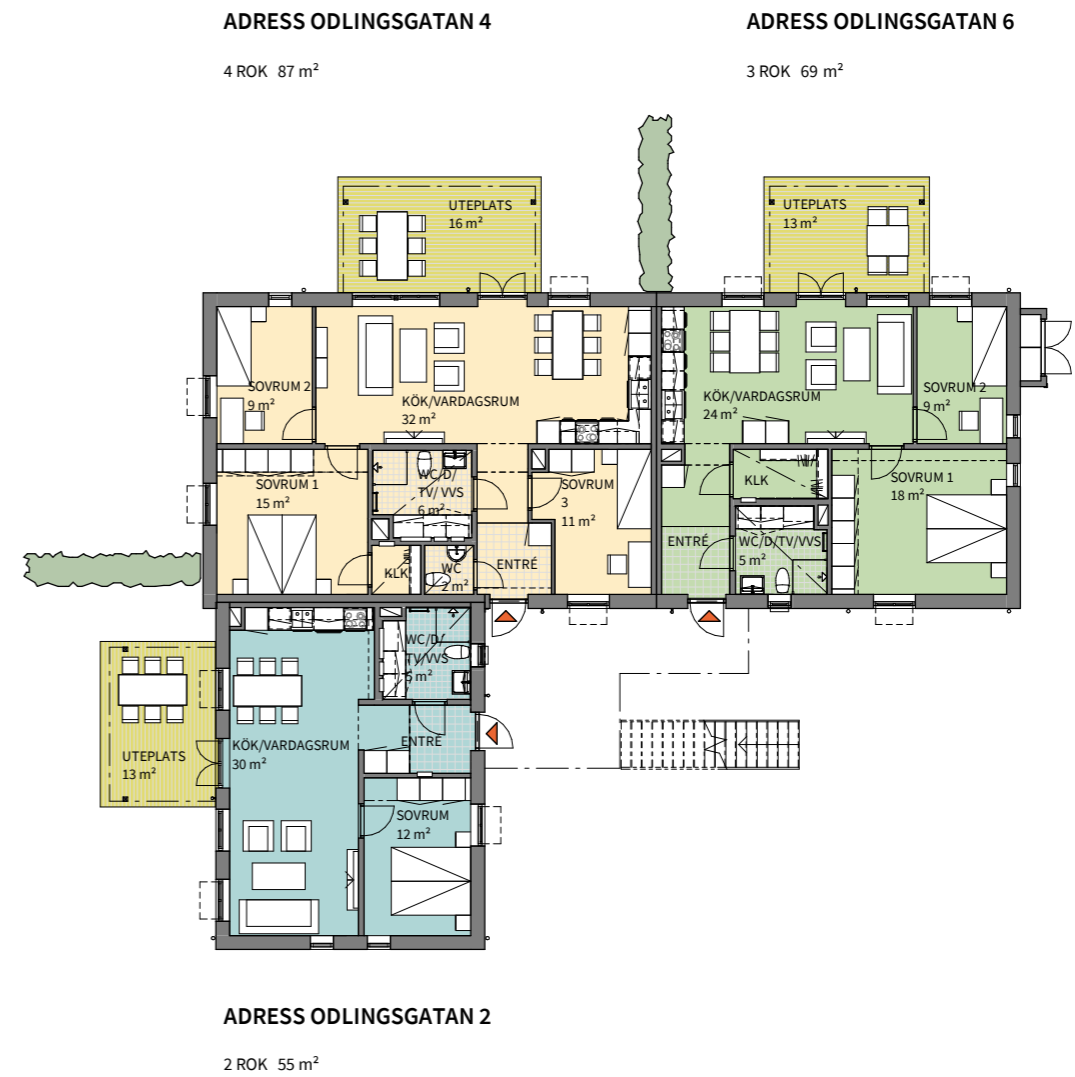 ADRESS ODLINGSGATAN 4
4 ROK 87 m²
ADRESS ODLINGSGATAN 6
3 ROK 69 m²
UTEPLATS
16 m²
UTEPLATS
13 m²
SOVRUM 2
9 m²
KÖK/VARDAGSRUM
32 m²
KÖK/VARDAGSRUM
24 m²
SOVRUM 2
9 m²
SOVRUM 1
15 m²
WC/D/
TV/ VVS
6 m²
SOVRUM
3
11 m²
KLK
SOVRUM 1
18 m²
KLK
WC
2 m²
ENTRÉ
ENTRÉ
WC/D/TV/VVS
5 m²
WC/D/
TV/VVS
5 m²
UTEPLATS
13 m²
KÖK/VARDAGSRUM
30 m²
ENTRÉ
SOVRUM
12 m²
ADRESS ODLINGSGATAN 2
2 ROK 55 m²